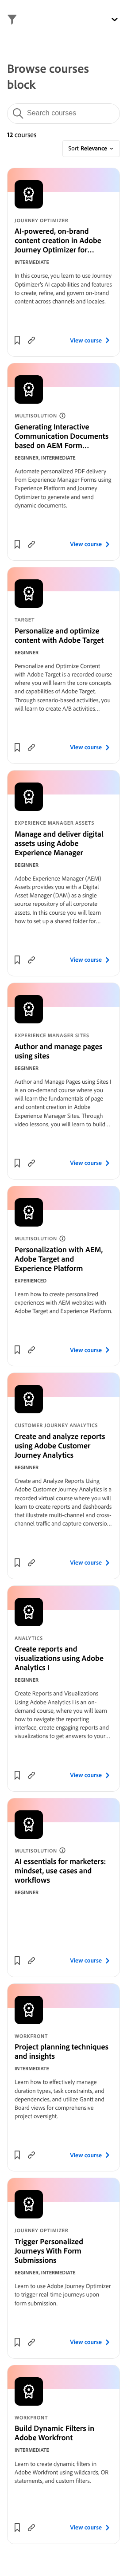 Browse courses
block
Search courses
12 courses
Sort Relevance
JOURNEY OPTIMIZER
AI-powered, on-brand
content creation in Adobe
Journey Optimizer for…
INTERMEDIATE
In this course, you learn to use Journey
Optimizer's AI capabilities and features
to create, refine, and govern on-brand
content across channels and locales.
View course
MULTISOLUTION
Generating Interactive
Communication Documents
based on AEM Form…
BEGINNER, INTERMEDIATE
Automate personalized PDF delivery
from Experience Manager Forms using
Experience Platform and Journey
Optimizer to generate and send
dynamic documents.
View course
TARGET
Personalize and optimize
content with Adobe Target
BEGINNER
Personalize and Optimize Content
with Adobe Target is a recorded course
where you will learn the core concepts
and capabilities of Adobe Target.
Through scenario-based activities, you
will learn to create A/B activities…
View course
EXPERIENCE MANAGER ASSETS
Manage and deliver digital
assets using Adobe
Experience Manager
BEGINNER
Adobe Experience Manager (AEM)
Assets provides you with a Digital
Asset Manager (DAM) as a single
source repository of all corporate
assets. In this course you will learn
how to set up a shared folder for…
View course
EXPERIENCE MANAGER SITES
Author and manage pages
using sites
BEGINNER
Author and Manage Pages using Sites I
is an on-demand course where you
will learn the fundamentals of page
and content creation in Adobe
Experience Manager Sites. Through
video lessons, you will learn to build…
View course
MULTISOLUTION
Personalization with AEM,
Adobe Target and
Experience Platform
EXPERIENCED
Learn how to create personalized
experiences with AEM websites with
Adobe Target and Experience Platform.
View course
CUSTOMER JOURNEY ANALYTICS
Create and analyze reports
using Adobe Customer
Journey Analytics
BEGINNER
Create and Analyze Reports Using
Adobe Customer Journey Analytics is a
recorded virtual course where you will
learn to create reports and dashboards
that illustrate multi-channel and cross-
channel traffic and capture conversio…
View course
ANALYTICS
Create reports and
visualizations using Adobe
Analytics I
BEGINNER
Create Reports and Visualizations
Using Adobe Analytics I is an on-
demand course, where you will learn
how to navigate the reporting
interface, create engaging reports and
visualizations to get to your…
View course
MULTISOLUTION
AI essentials for marketers:
mindset, use cases and
workflows
BEGINNER
View course
WORKFRONT
Project planning techniques
and insights
INTERMEDIATE
Learn how to effectively manage
duration types, task constraints, and
dependencies, and utilize Gantt and
Board views for comprehensive
project oversight.
View course
JOURNEY OPTIMIZER
Trigger Personalized
Journeys With Form
Submissions
BEGINNER, INTERMEDIATE
Learn to use Adobe Journey Optimizer
to trigger real-time journeys upon
form submission.
View course
WORKFRONT
Build Dynamic Filters in
Adobe Workfront
INTERMEDIATE
Learn to create dynamic filters in
Adobe Workfront using wildcards, OR
statements, and custom filters.
View course